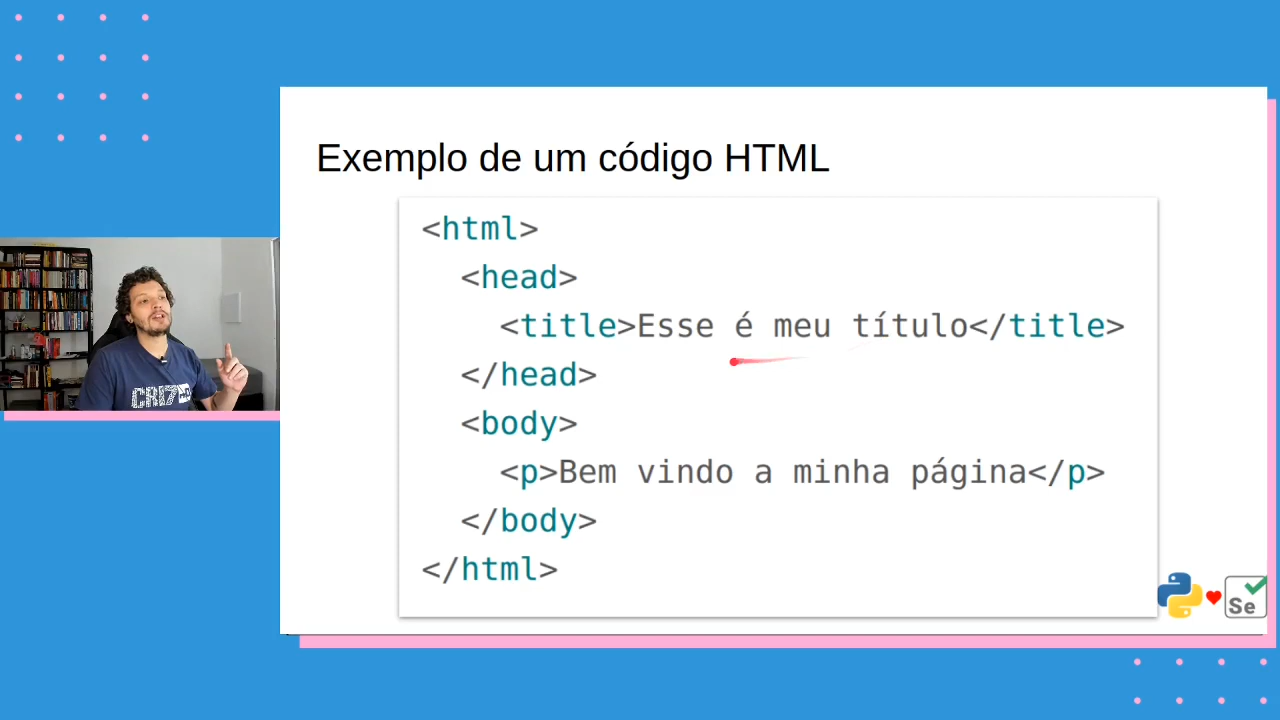 Exemplo de um código HTML
<html>
<head>
<title>Esse é meu título</title>
</head>
<body>
<p>Bem vindo a minha página</p>
</body>
</html>
Se